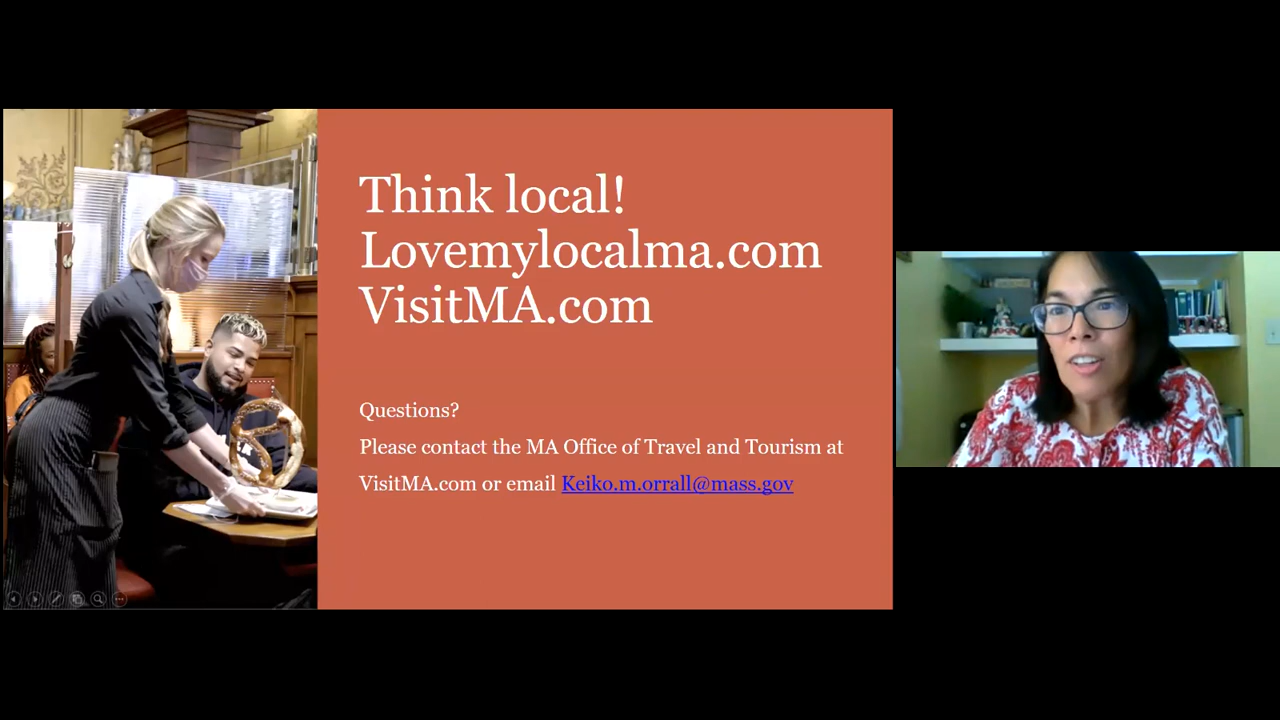 Think local!
Lovemylocalma.com
VisitMA.com
Questions?
Please contact the MA Office of Travel and Tourism at
VisitMA.com or email Keiko.m.orrall@mass.gov